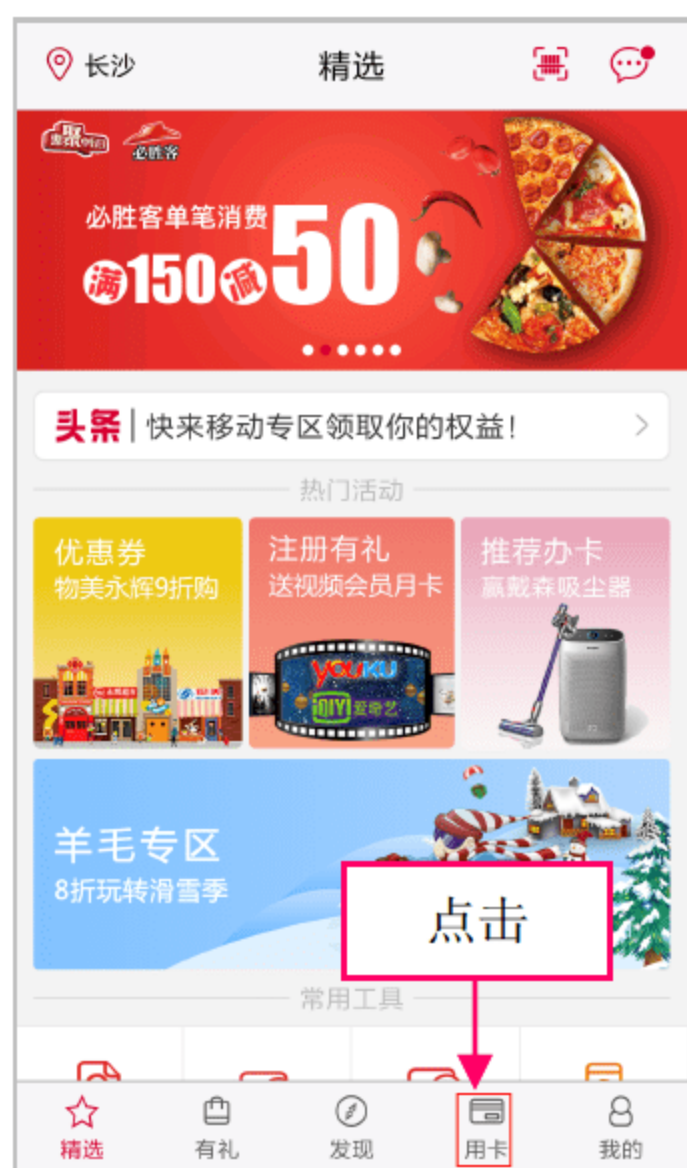 长沙
精选
惠聚
必胜客
必胜客单笔消费
满150减50
头条 | 快来移动专区领取你的权益!
热门活动
优惠券
物美永辉9折购
注册有礼
送视频会员月卡
YOUKU
iQIYI 爱奇艺
推荐办卡
赢戴森吸尘器
羊毛专区
8折玩转滑雪季
点击
常用工具
精选
有礼
发现
用卡
我的